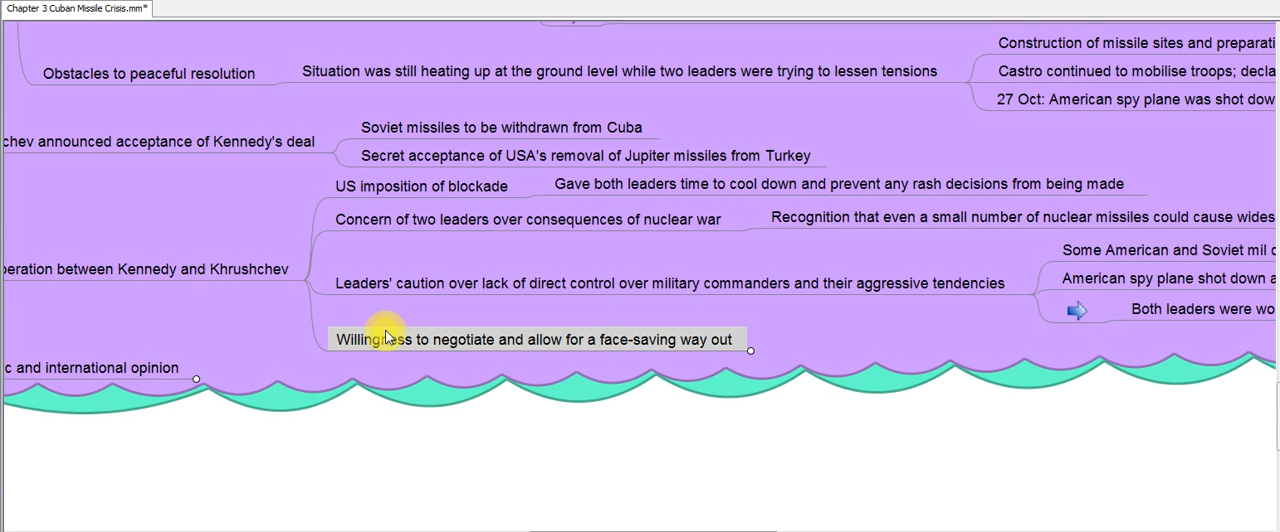 Chapter 3 Cuban Missile Crisis.mm*
Construction of missile sites and
Obstacles to peaceful resolution
Situation was still heating up at the ground level while two leaders were trying to lessen tensions
Castro continued to mobilise troops;
27 Oct: American spy plane was shot
announced acceptance of Kennedy's deal
Soviet missiles to be withdrawn from Cuba
Secret acceptance of USA's removal of Jupiter missiles from Turkey
US imposition of blockade
Gave both leaders time to cool down and prevent any rash decisions from being made
Concern of two leaders over consequences of nuclear war
Recognition that even a small number of nuclear missiles could cause
between Kennedy and Khrushchev
Leaders' caution over lack of direct control over military commanders and their aggressive tendencies
Some American and Soviet mil
American spy plane shot down
Both leaders were
Willingness to negotiate and allow for a face-saving way out
and international opinion